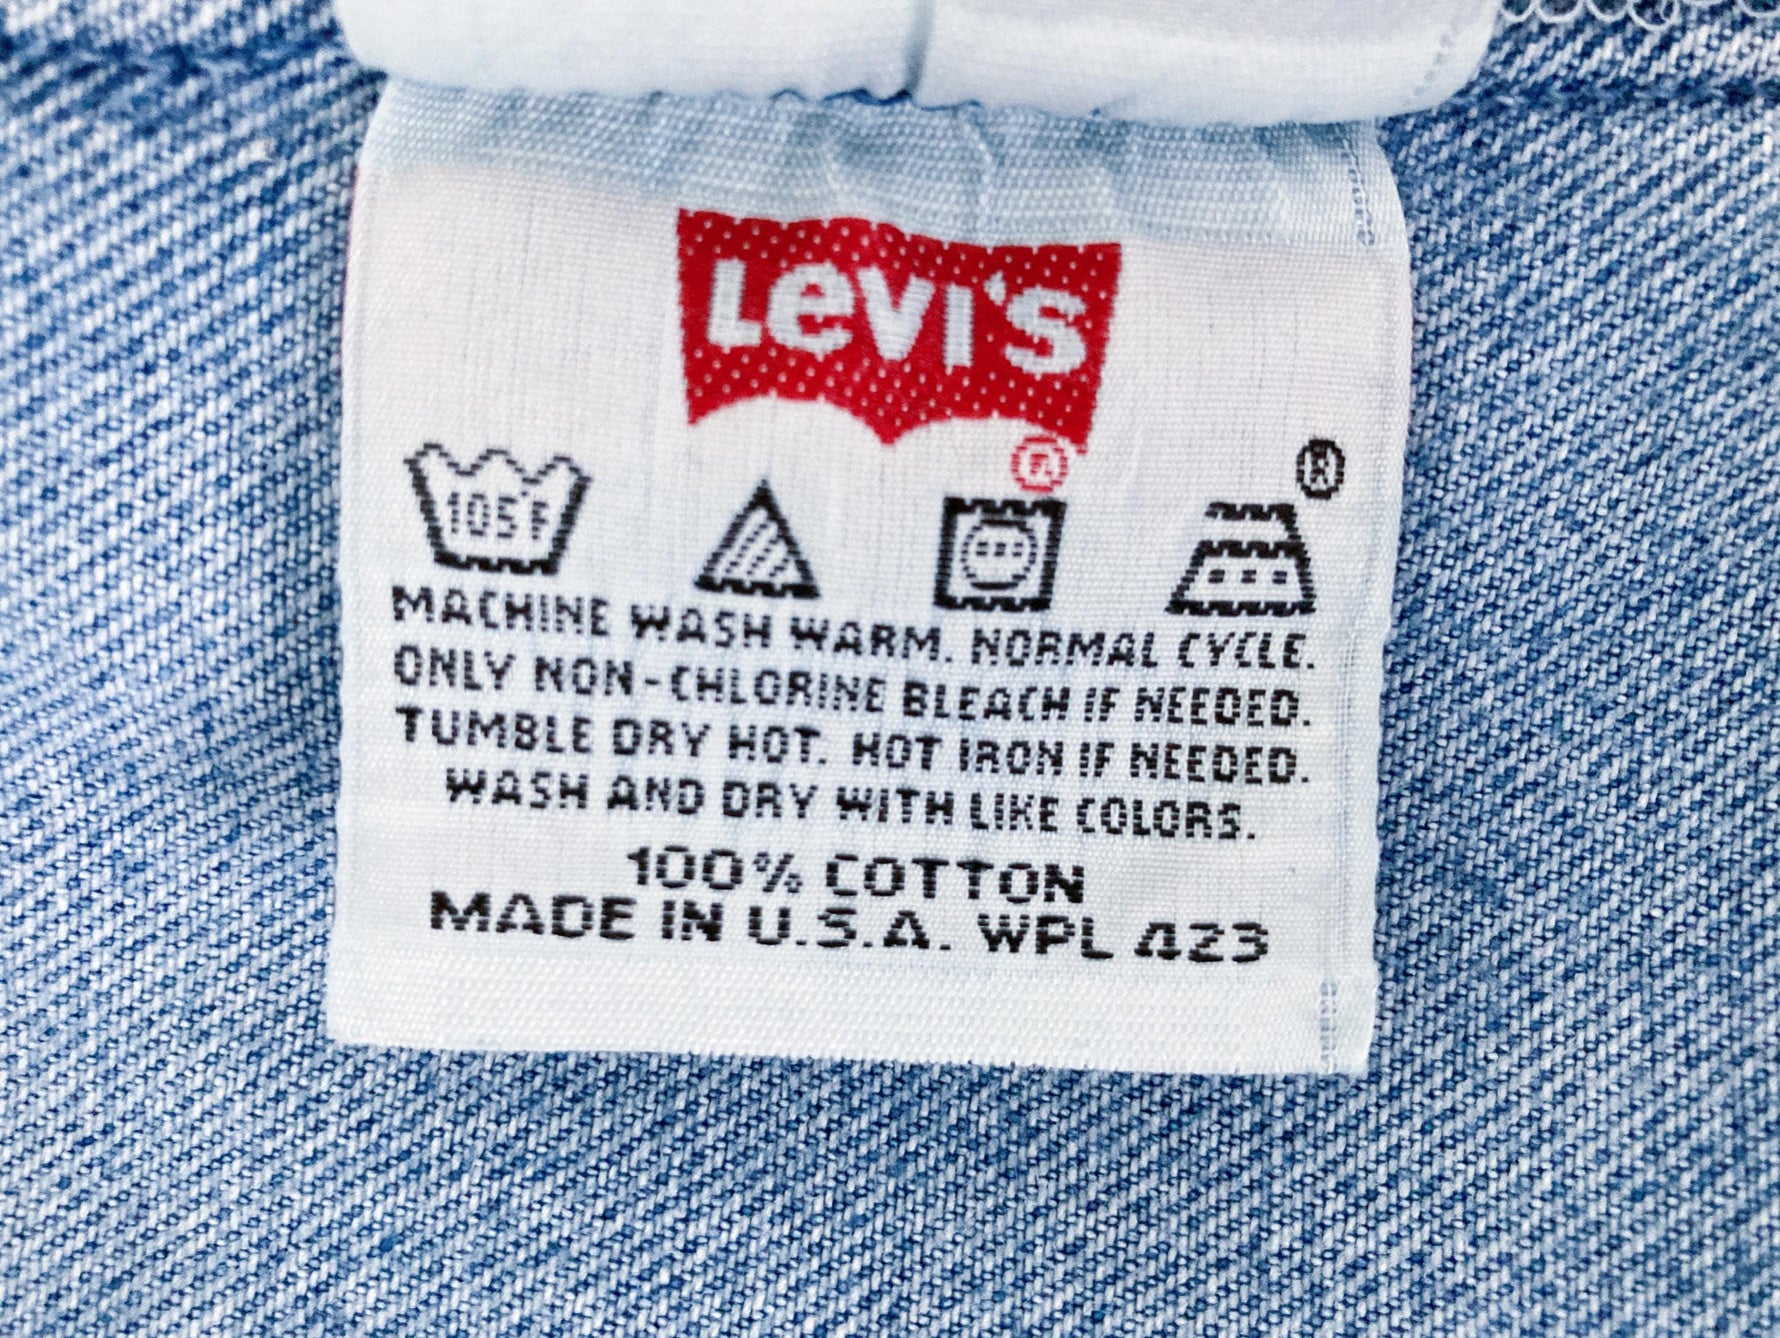 LEVI'S
®
®
105°F
MACHINE WASH WARM. NORMAL CYCLE.
ONLY NON-CHLORINE BLEACH IF NEEDED.
TUMBLE DRY HOT. HOT IRON IF NEEDED.
WASH AND DRY WITH LIKE COLORS.
100% COTTON
MADE IN U.S.A. WPL 423